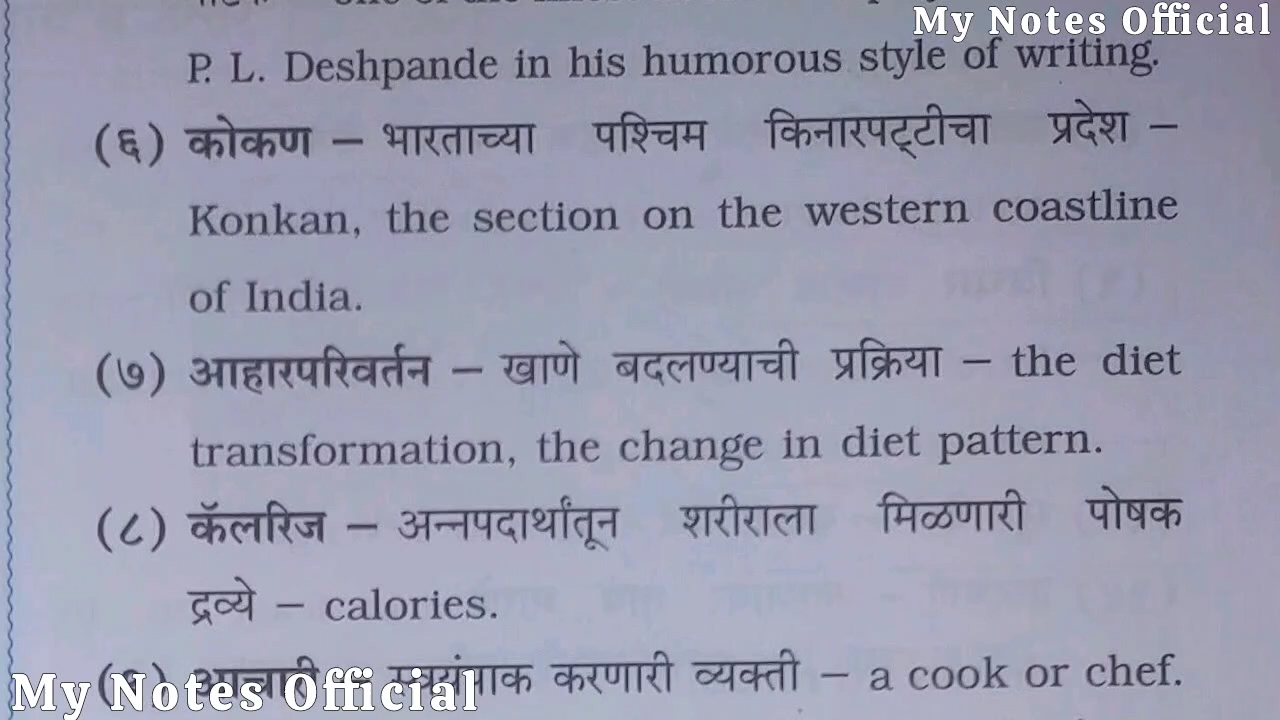 My Notes Official
P. L. Deshpande in his humorous style of writing.
(६) कोकण – भारताच्या पश्चिम किनारपट्टीचा प्रदेश –
Konkan, the section on the western coastline
of India.
(७) आहारपरिवर्तन – खाणे बदलण्याची प्रक्रिया – the diet
transformation, the change in diet pattern.
(८) कॅलरिज – अन्नपदार्थांतून शरीराला मिळणारी पोषक
द्रव्ये – calories.
करणारी व्यक्ती – a cook or chef.
My Notes Official